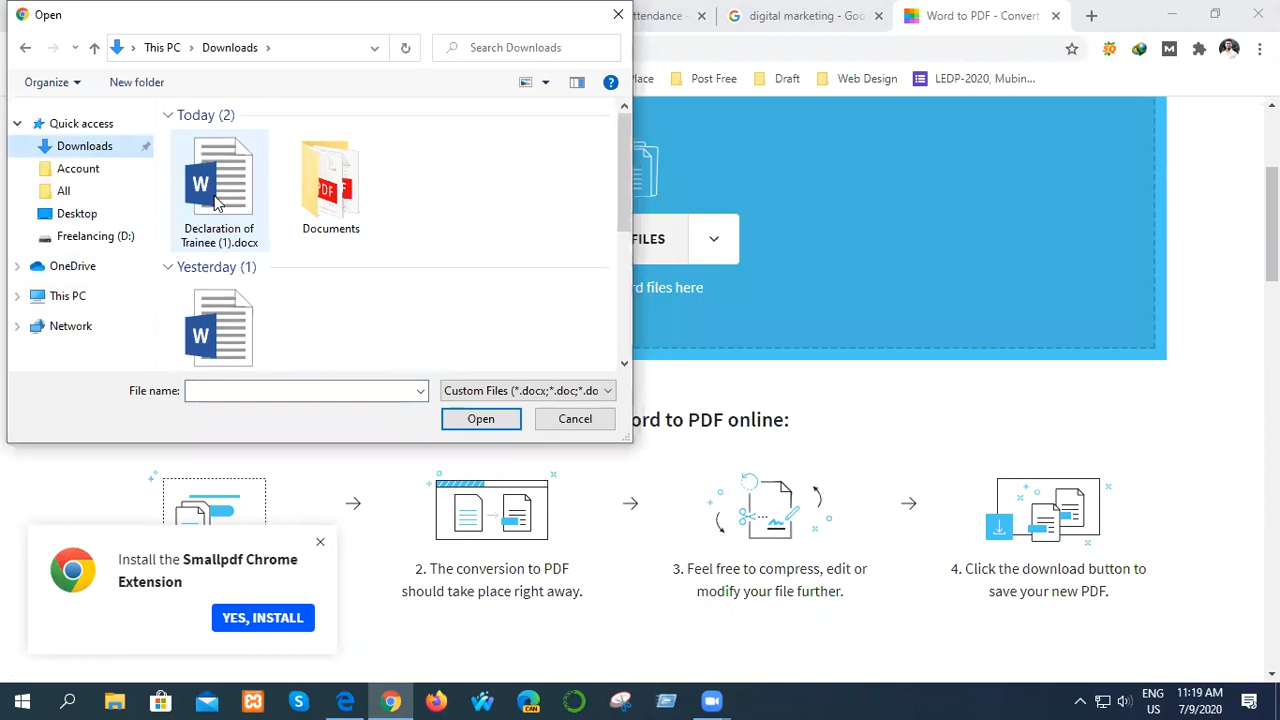 Open
ttendance -
digital marketing - Goo
Word to PDF - Convert
This PC
Downloads
Search Downloads
Organize
New folder
Post Free
Draft
Web Design
LEDP-2020, Mubin...
Quick access
Downloads
Account
All
Desktop
Freelancing (D:)
OneDrive
This PC
Network
Today (2)
W
PDF
Declaration of
Trainee (1).docx
Documents
Yesterday (1)
W
File name:
Custom Files (*.docx;*.doc;*.do
Open
Cancel
FILES
rd files here
ord to PDF online:
2. The conversion to PDF
should take place right away.
3. Feel free to compress, edit or
modify your file further.
4. Click the download button to
save your new PDF.
Install the Smallpdf Chrome
Extension
YES, INSTALL
ENG
US
11:19 AM
7/9/2020